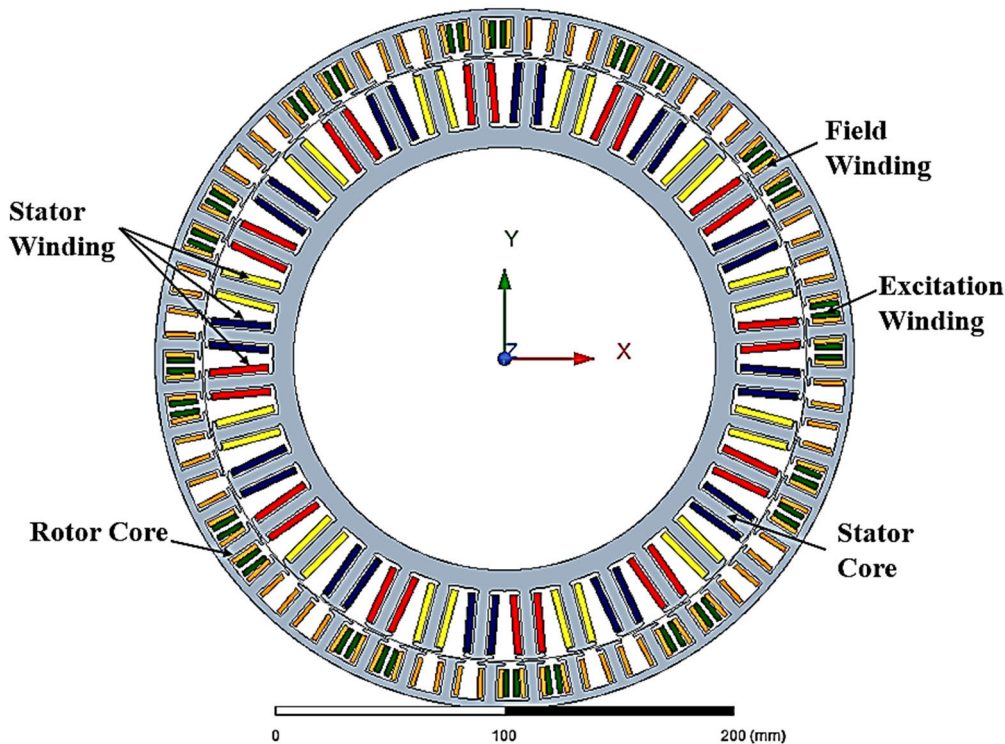 Field
Winding
Stator
Winding
Y
Excitation
Winding
Z
X
Rotor Core
Stator
Core
0
100
200 (mm)